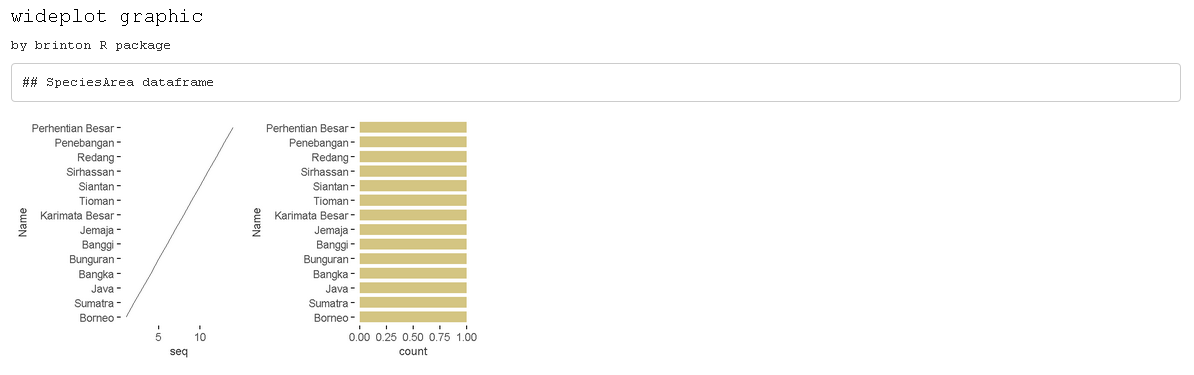 wideplot graphic
by brinton R package
## SpeciesArea dataframe
Name
Perhentian Besar
Penebangan
Redang
Sirhassan
Siantan
Tioman
Karimata Besar
Jemaja
Banggi
Bunguran
Bangka
Java
Sumatra
Borneo
5 10
seq
Name
Perhentian Besar
Penebangan
Redang
Sirhassan
Siantan
Tioman
Karimata Besar
Jemaja
Banggi
Bunguran
Bangka
Java
Sumatra
Borneo
0.00 0.25 0.50 0.75 1.00
count